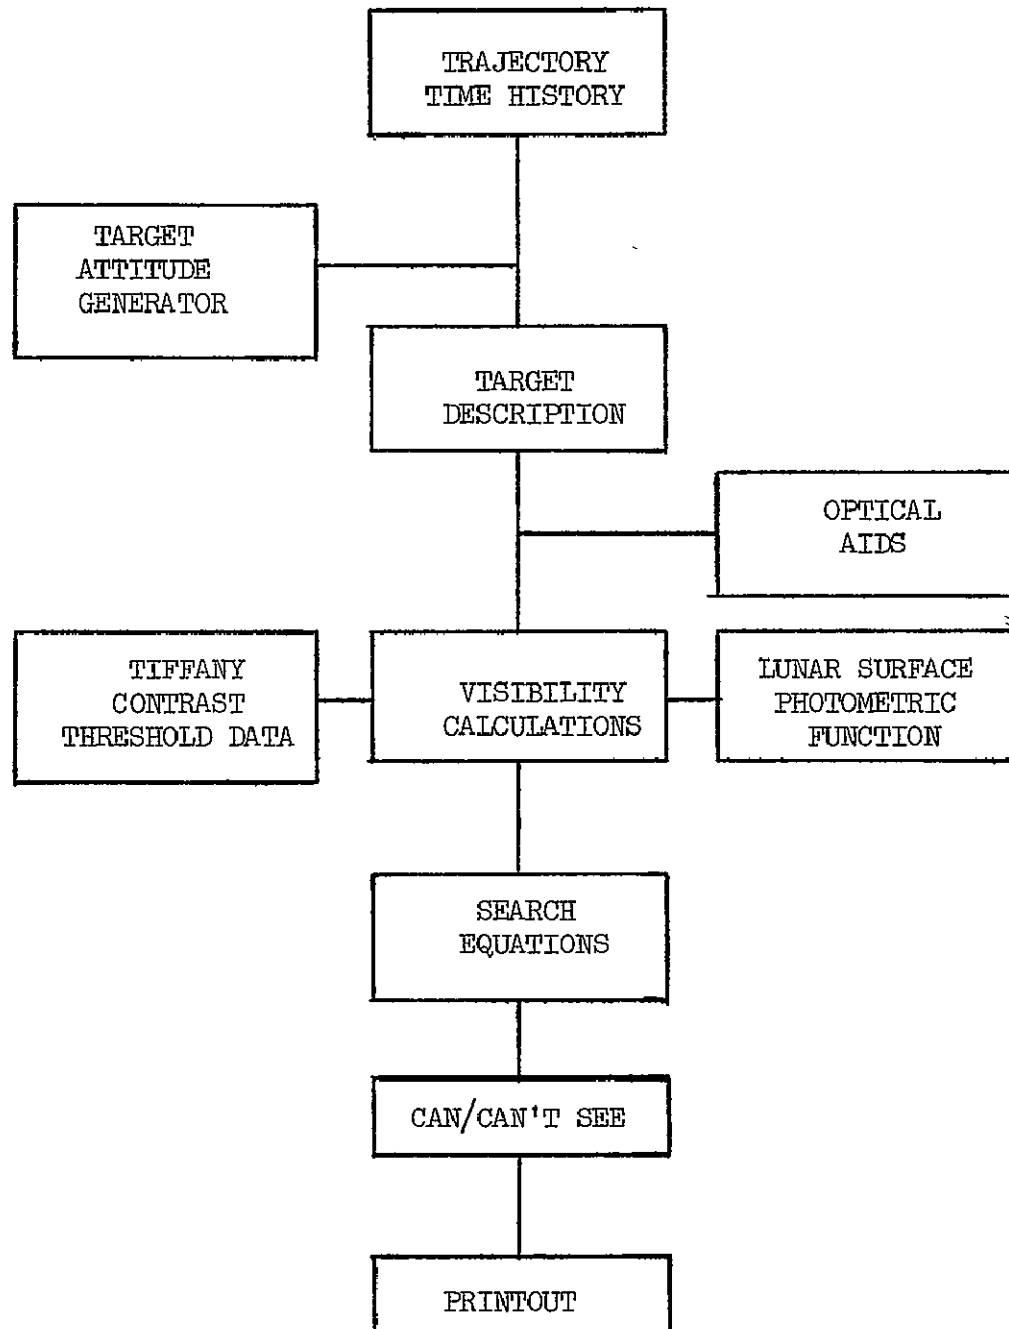 TRAJECTORY
TIME HISTORY
TARGET
ATTITUDE
GENERATOR
TARGET
DESCRIPTION
OPTICAL
AIDS
TIFFANY
CONTRAST
THRESHOLD DATA
VISIBILITY
CALCULATIONS
LUNAR SURFACE
PHOTOMETRIC
FUNCTION
SEARCH
EQUATIONS
CAN/CAN'T SEE
PRINTOUT